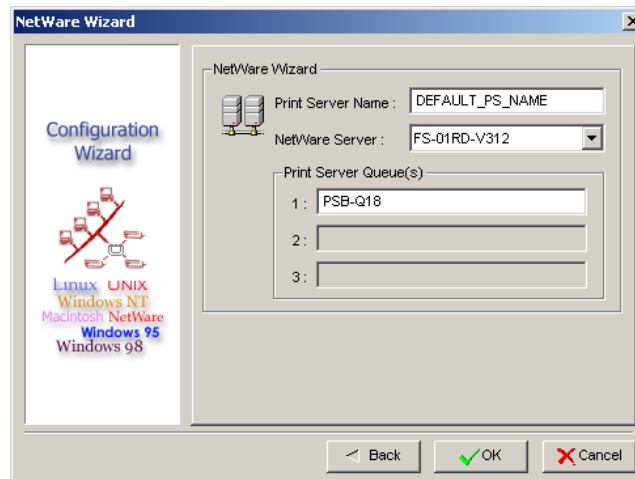 NetWare Wizard
Configuration
Wizard
Linux UNIX
Windows NT
Macintosh NetWare
Windows 95
Windows 98
NetWare Wizard
Print Server Name : DEFAULT_PS_NAME
NetWare Server : FS-01RD-V312
Print Server Queue(s)
1 : PSB-Q18
2 :
3 :
< Back
OK
Cancel